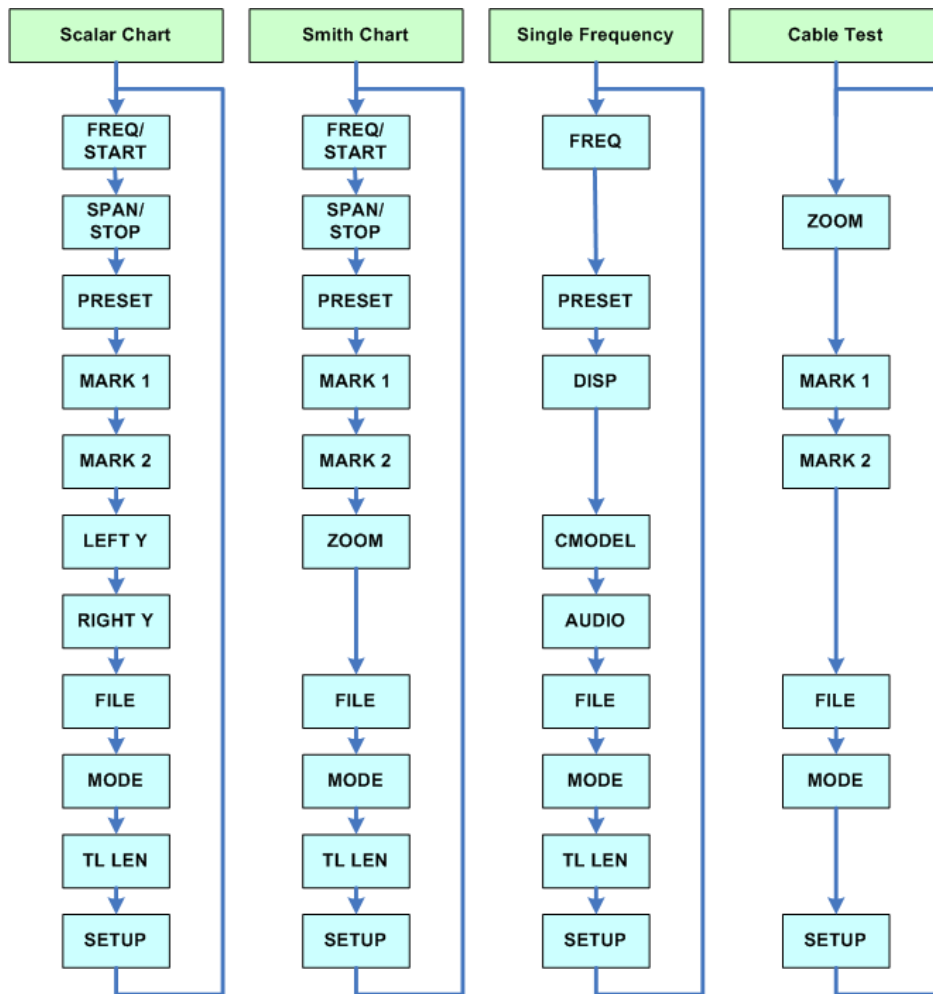 Scalar Chart
FREQ/
START
SPAN/
STOP
PRESET
MARK 1
MARK 2
LEFT Y
RIGHT Y
FILE
MODE
TL LEN
SETUP
Smith Chart
FREQ/
START
SPAN/
STOP
PRESET
MARK 1
MARK 2
ZOOM
FILE
MODE
TL LEN
SETUP
Single Frequency
FREQ
PRESET
DISP
CMODEL
AUDIO
FILE
MODE
TL LEN
SETUP
Cable Test
ZOOM
MARK 1
MARK 2
FILE
MODE
SETUP